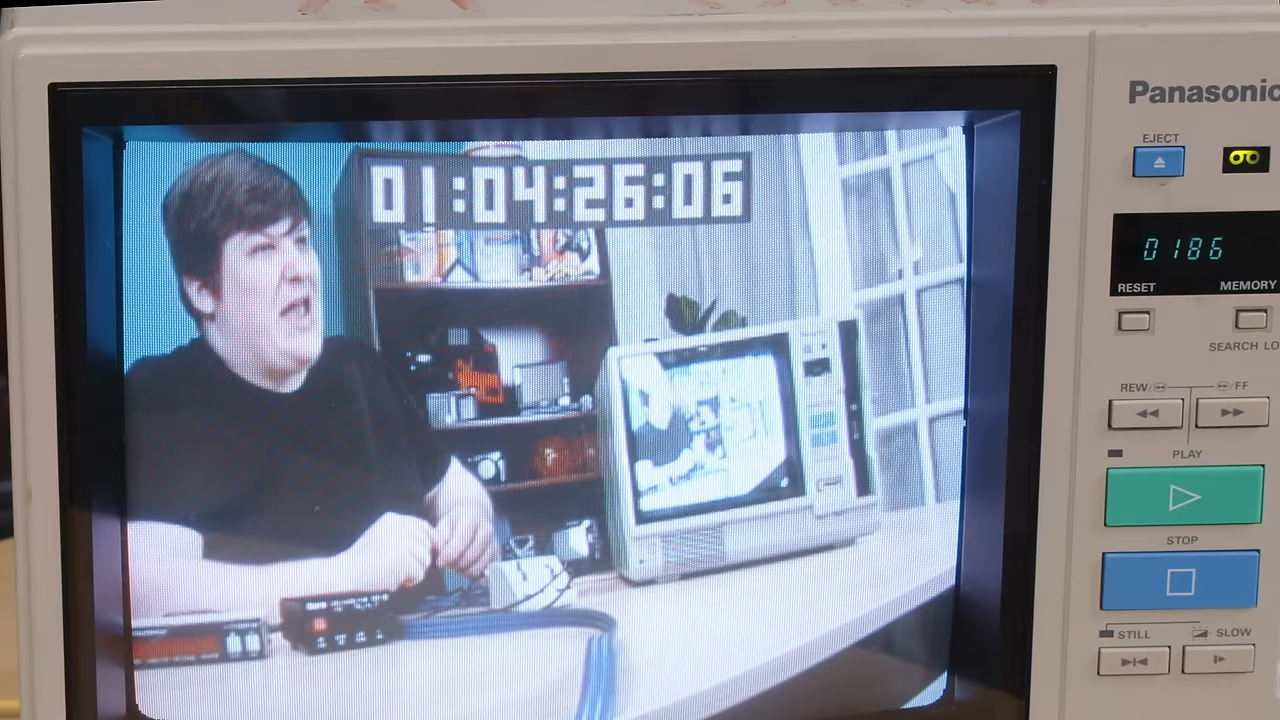 Panasonic
EJECT
01:04:26:06
0186
RESET
MEMORY
SEARCH LO
REW/
/FF
PLAY
STOP
STILL
SLOW